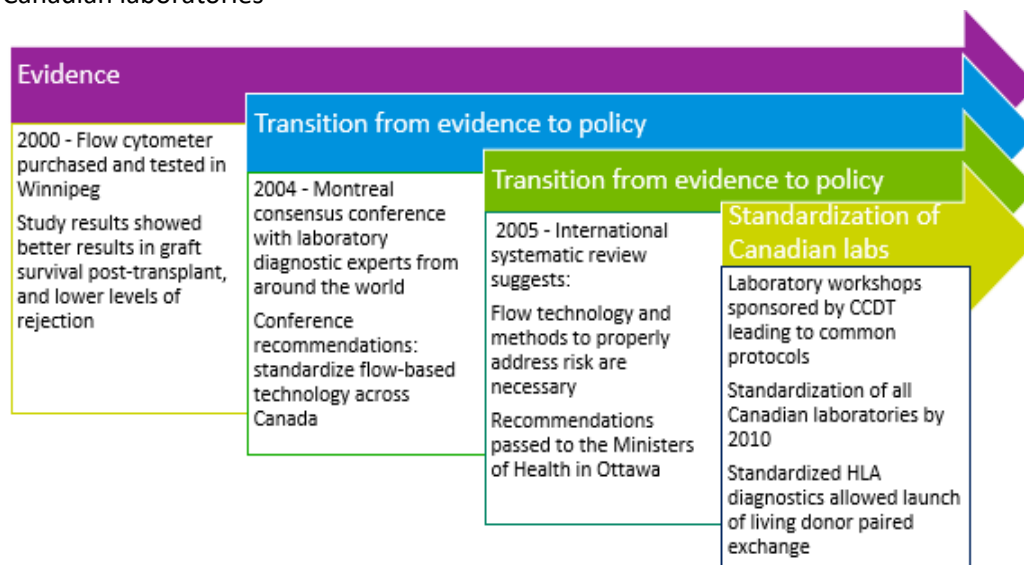 Canadian laboratories
Evidence
2000 - Flow cytometer
purchased and tested in
Winnipeg
Study results showed
better results in graft
survival post-transplant,
and lower levels of
rejection
Transition from evidence to policy
2004 - Montreal
consensus conference
with laboratory
diagnostic experts from
around the world
Conference
recommendations:
standardize flow-based
technology across
Canada
Transition from evidence to policy
2005 - International
systematic review
suggests:
Flow technology and
methods to properly
address risk are
necessary
Recommendations
passed to the Ministers
of Health in Ottawa
Standardization of
Canadian labs
Laboratory workshops
sponsored by CCDT
leading to common
protocols
Standardization of all
Canadian laboratories by
2010
Standardized HLA
diagnostics allowed launch
of living donor paired
exchange